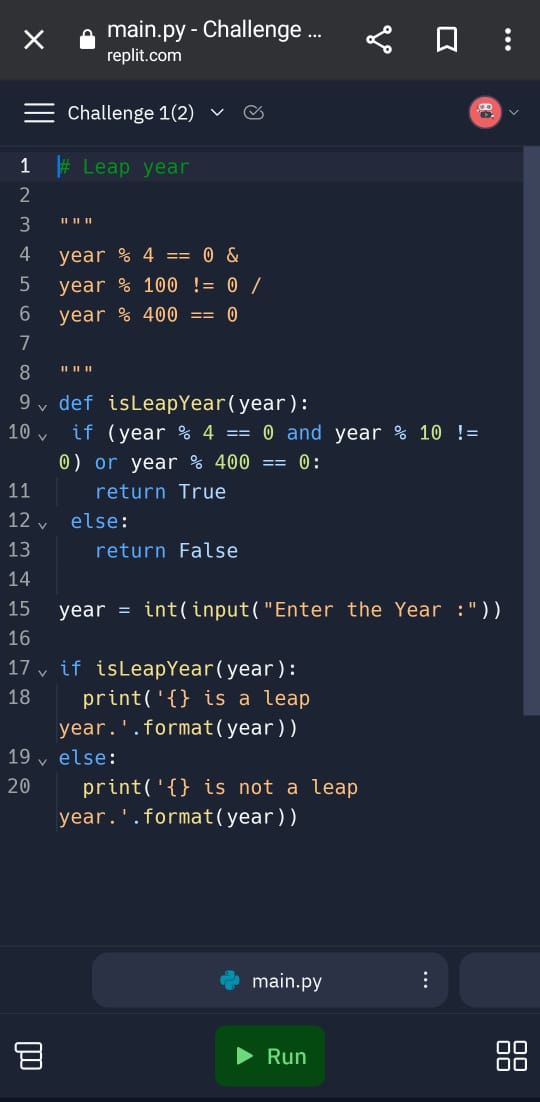 main.py - Challenge ...
replit.com
Challenge 1(2)
1 # Leap year
2
3 """
4 year % 4 == 0 &
5 year % 100 != 0 /
6 year % 400 == 0
7
8 """
9 def isLeapYear(year):
10 if (year % 4 == 0 and year % 10 !=
0) or year % 400 == 0:
11 return True
12 else:
13 return False
14
15 year = int(input("Enter the Year :"))
16
17 if isLeapYear(year):
18 print('{} is a leap
year.'.format(year))
19 else:
20 print('{} is not a leap
year.'.format(year))
main.py
Run